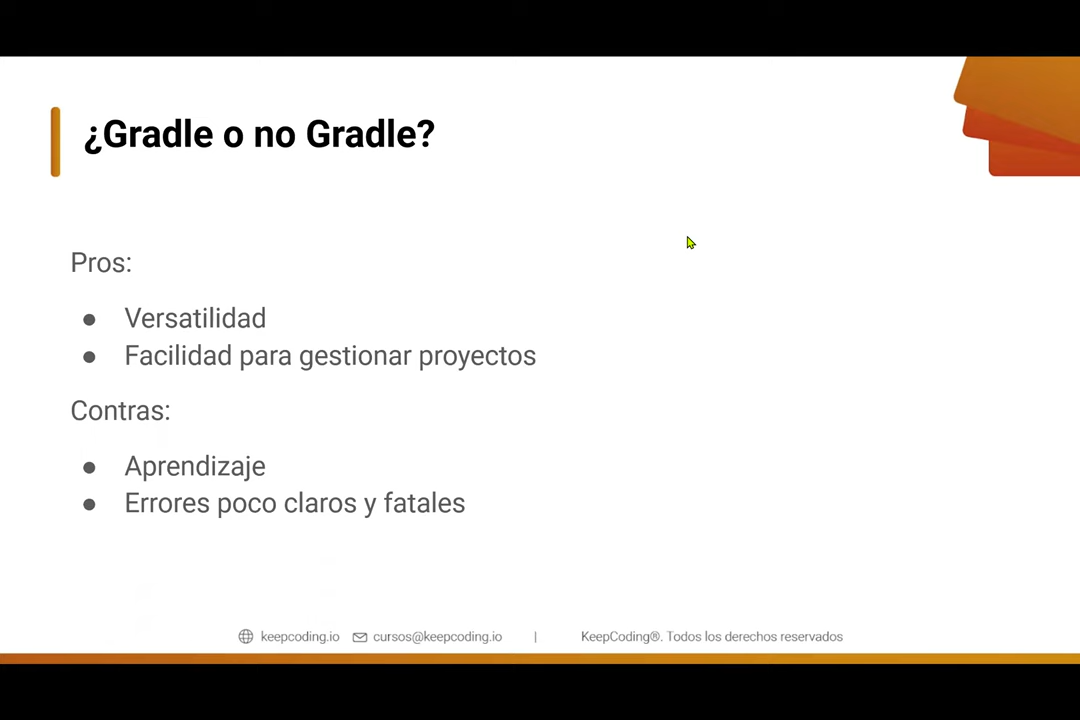 ¿Gradle o no Gradle?
Pros:
● Versatilidad
● Facilidad para gestionar proyectos
Contras:
● Aprendizaje
● Errores poco claros y fatales
keepcoding.io cursos@keepcoding.io | KeepCoding®. Todos los derechos reservados